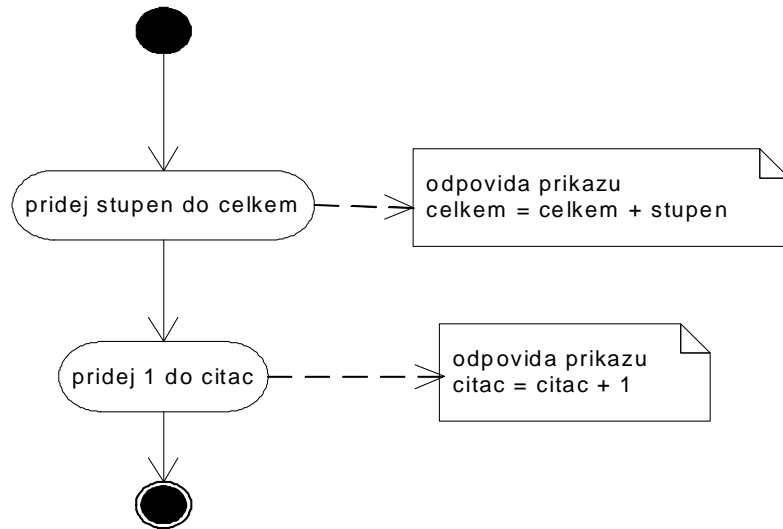 pridej stupen do celkem
odpovida prikazu
celkem = celkem + stupen
pridej 1 do citac
odpovida prikazu
citac = citac + 1